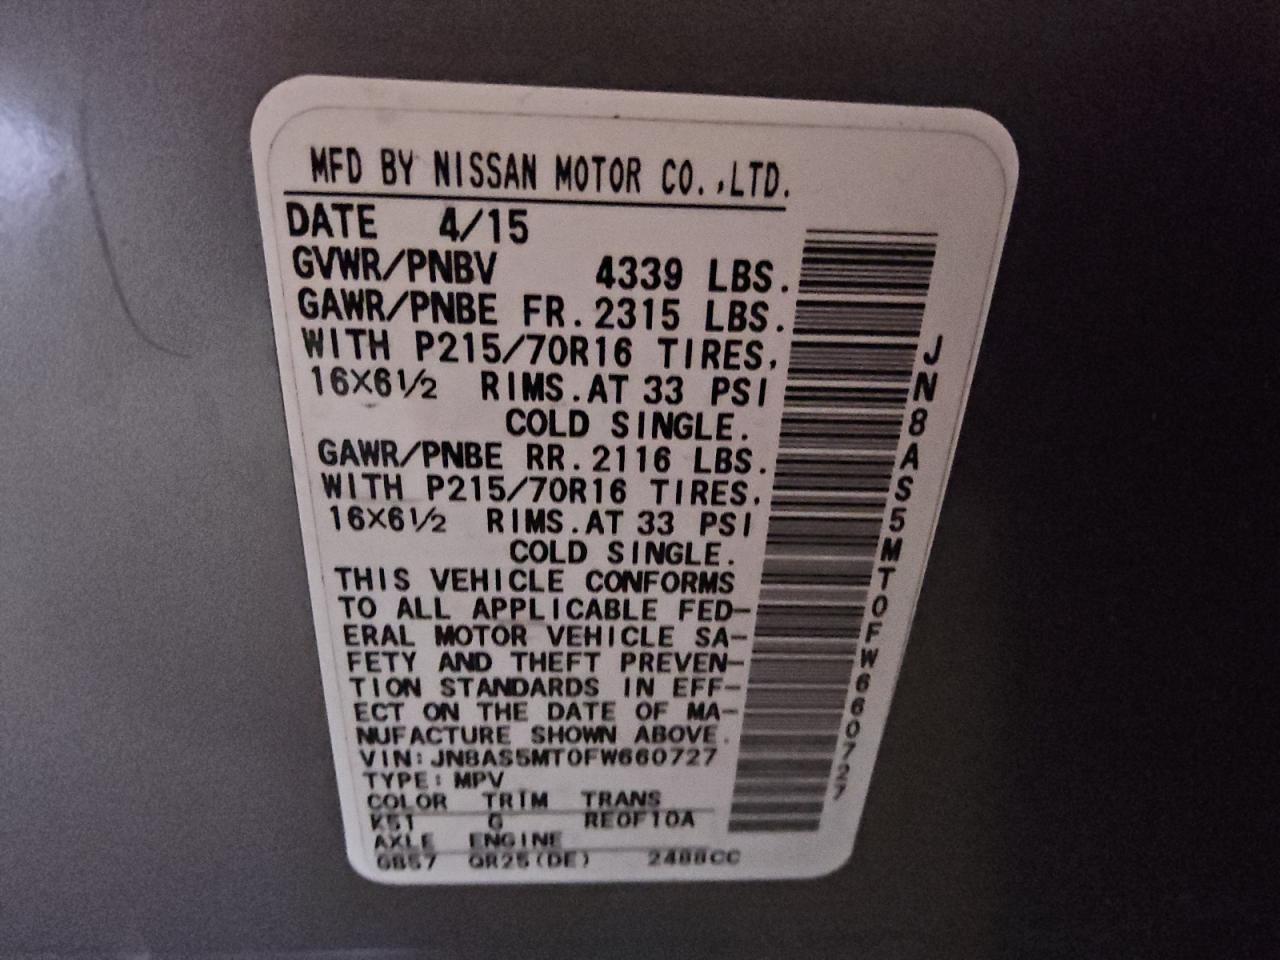 MFD BY NISSAN MOTOR CO.,LTD.
DATE 4/15
GVWR/PNBV 4339 LBS.
GAWR/PNBE FR. 2315 LBS.
WITH P215/70R16 TIRES,
16X6½ RIMS.AT 33 PSI
COLD SINGLE.
GAWR/PNBE RR. 2116 LBS.
WITH P215/70R16 TIRES.
16X6½ RIMS.AT 33 PSI
COLD SINGLE.
THIS VEHICLE CONFORMS
TO ALL APPLICABLE FED-
ERAL MOTOR VEHICLE SA-
FETY AND THEFT PREVEN-
TION STANDARDS IN EFF-
ECT ON THE DATE OF MA-
NUFACTURE SHOWN ABOVE.
VIN:JN8AS5MT0FW660727
TYPE: MPV
COLOR TRIM TRANS
K51 G RE0F10A
AXLE ENGINE
GB57 QR25(DE) 2488CC
JN8AS5MT0FW660727